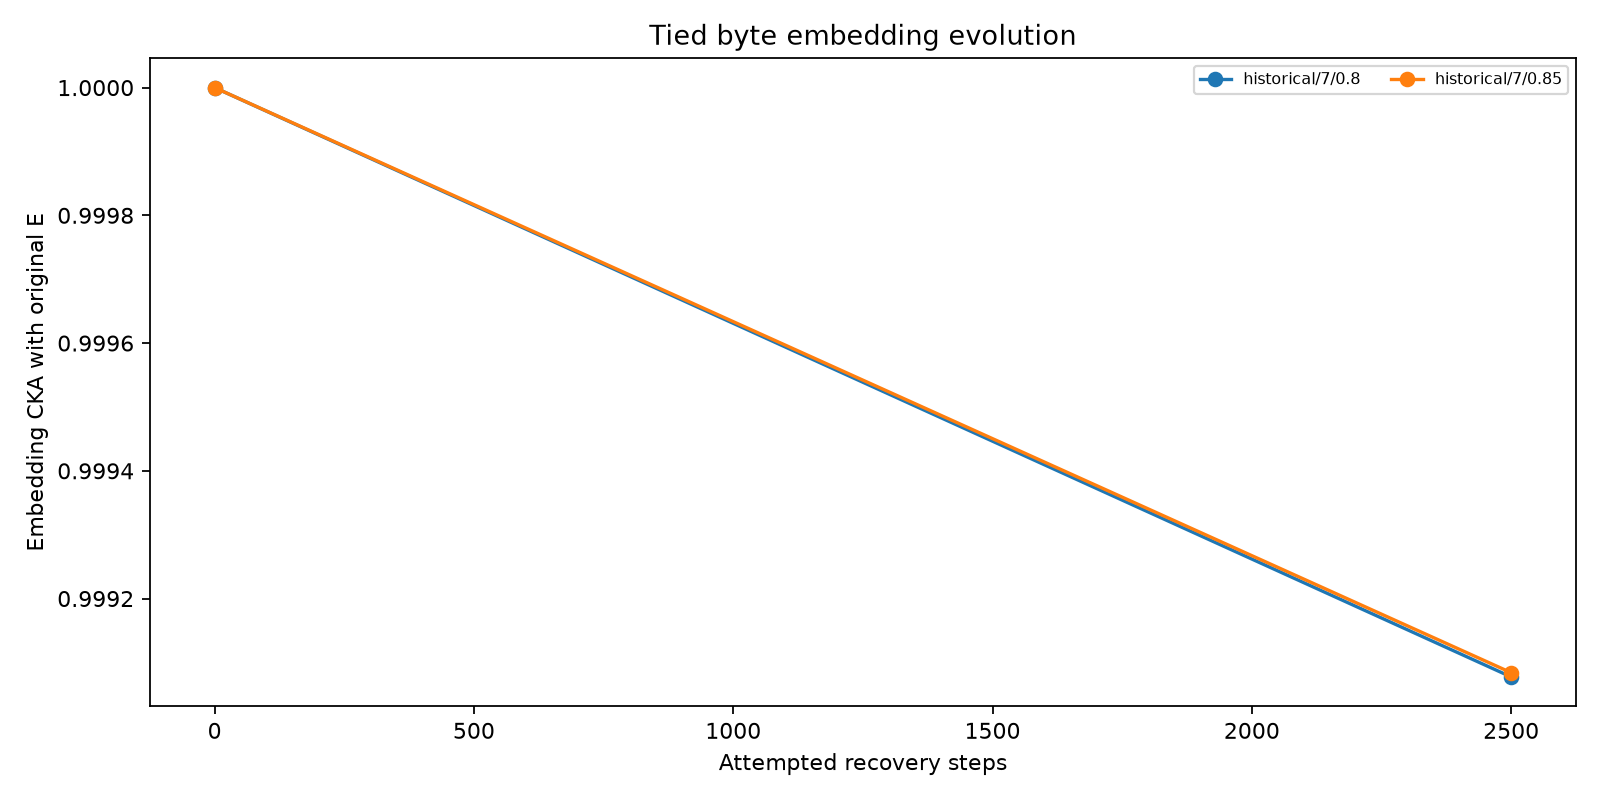 Tied byte embedding evolution
historical/7/0.8
historical/7/0.85
Embedding CKA with original E
1.0000
0.9998
0.9996
0.9994
0.9992
0
500
1000
1500
2000
2500
Attempted recovery steps